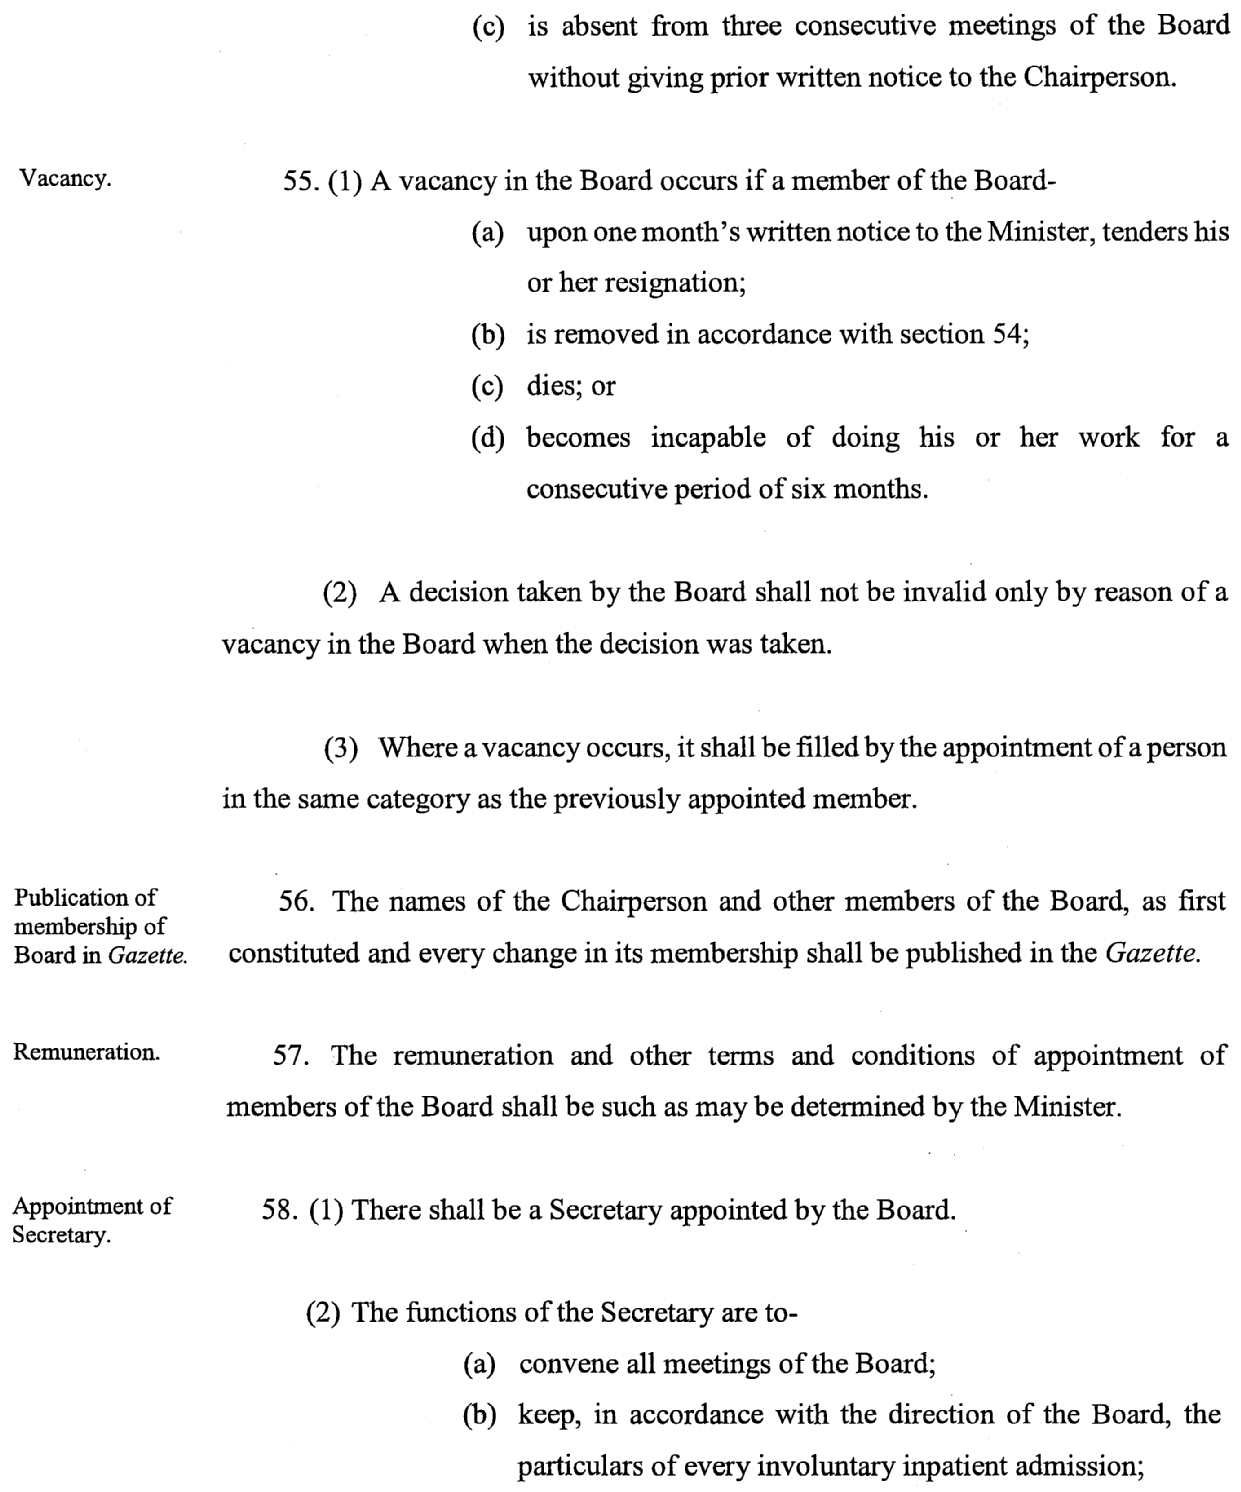 (c) is absent from three consecutive meetings of the Board
without giving prior written notice to the Chairperson.
Vacancy.
55. (1) A vacancy in the Board occurs if a member of the Board-
(a) upon one month's written notice to the Minister, tenders his
or her resignation;
(b) is removed in accordance with section 54;
(c) dies; or
(d) becomes incapable of doing his or her work for a
consecutive period of six months.
(2) A decision taken by the Board shall not be invalid only by reason of a
vacancy in the Board when the decision was taken.
(3) Where a vacancy occurs, it shall be filled by the appointment of a person
in the same category as the previously appointed member.
Publication of
membership of
Board in Gazette.
56. The names of the Chairperson and other members of the Board, as first
constituted and every change in its membership shall be published in the Gazette.
Remuneration.
57. The remuneration and other terms and conditions of appointment of
members of the Board shall be such as may be determined by the Minister.
Appointment of
Secretary.
58. (1) There shall be a Secretary appointed by the Board.
(2) The functions of the Secretary are to-
(a) convene all meetings of the Board;
(b) keep, in accordance with the direction of the Board, the
particulars of every involuntary inpatient admission;